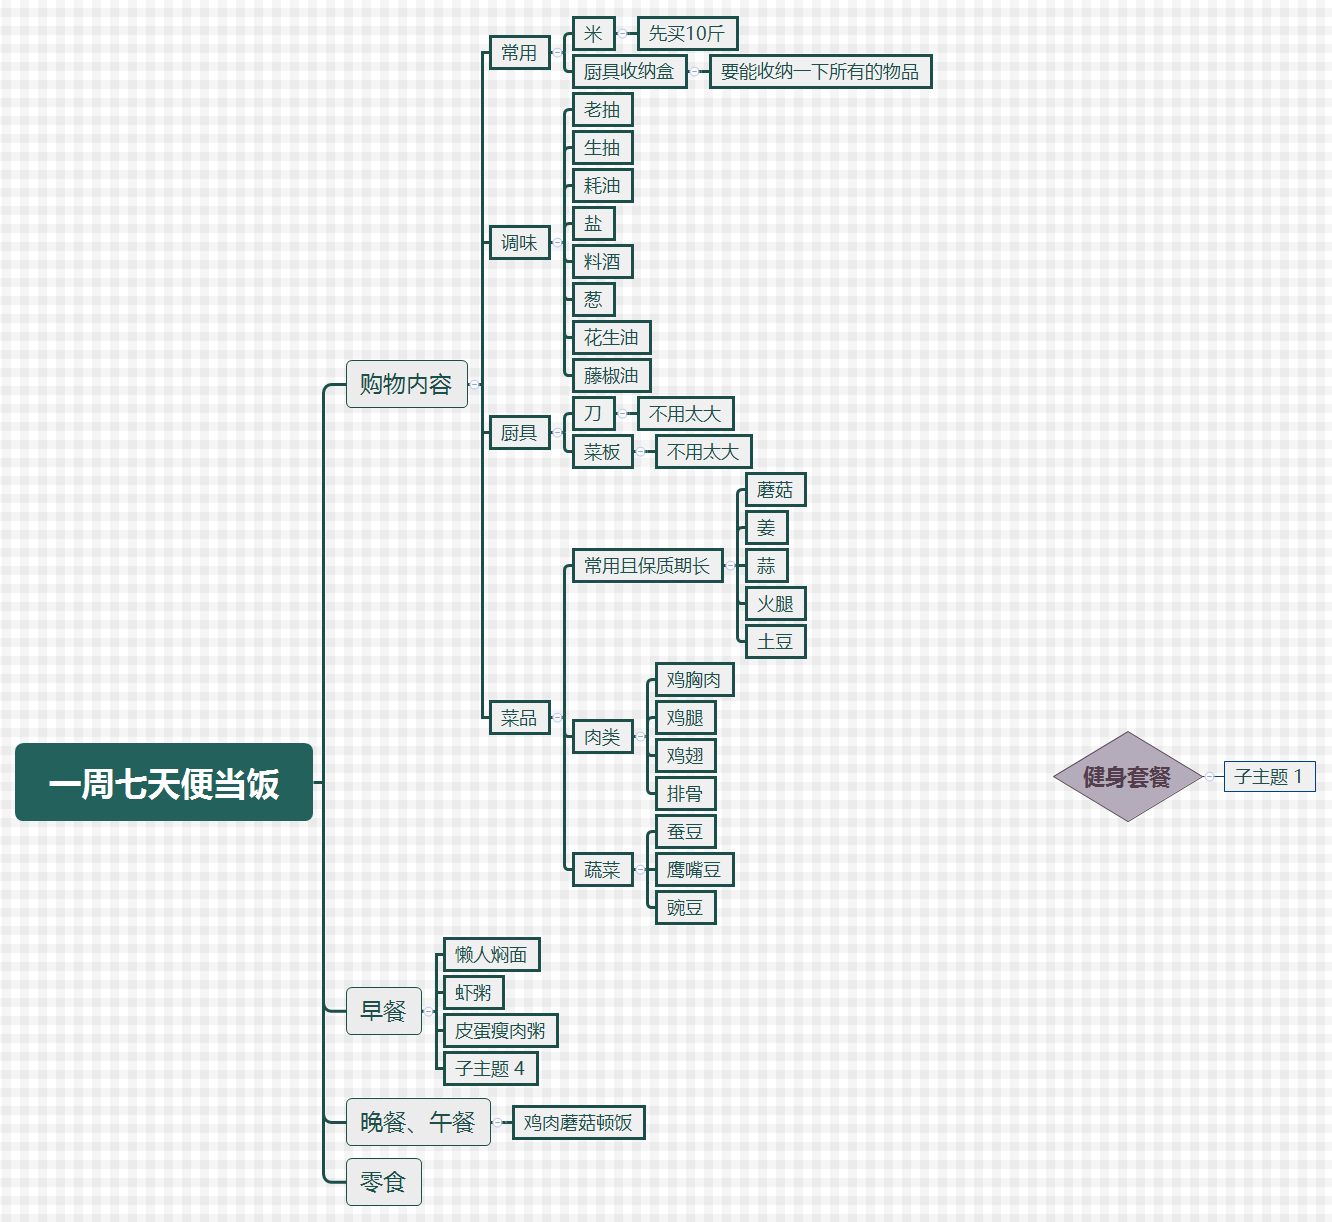 一周七天便当饭
购物内容
常用
米
先买10斤
厨具收纳盒
要能收纳一下所有的物品
调味
老抽
生抽
耗油
盐
料酒
葱
花生油
藤椒油
厨具
刀
不用太大
菜板
不用太大
菜品
常用且保质期长
蘑菇
姜
蒜
火腿
土豆
肉类
鸡胸肉
鸡腿
鸡翅
排骨
蔬菜
蚕豆
鹰嘴豆
豌豆
早餐
懒人焖面
虾粥
皮蛋瘦肉粥
子主题 4
晚餐、午餐
鸡肉蘑菇顿饭
零食
健身套餐
子主题 1